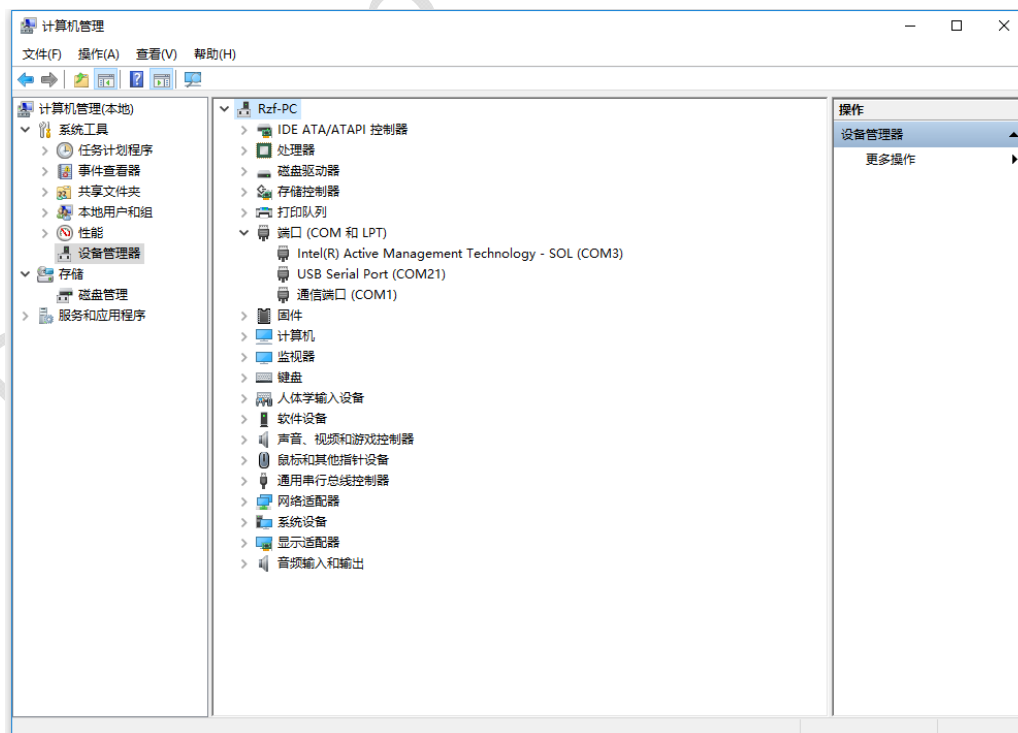 计算机管理
文件(F) 操作(A) 查看(V) 帮助(H)
计算机管理(本地)
系统工具
任务计划程序
事件查看器
共享文件夹
本地用户和组
性能
设备管理器
存储
磁盘管理
服务和应用程序
Rzf-PC
IDE ATA/ATAPI 控制器
处理器
磁盘驱动器
存储控制器
打印队列
端口 (COM 和 LPT)
Intel(R) Active Management Technology - SOL (COM3)
USB Serial Port (COM21)
通信端口 (COM1)
固件
计算机
监视器
键盘
人体学输入设备
软件设备
声音、视频和游戏控制器
鼠标和其他指针设备
通用串行总线控制器
网络适配器
系统设备
显示适配器
音频输入和输出
操作
设备管理器
更多操作